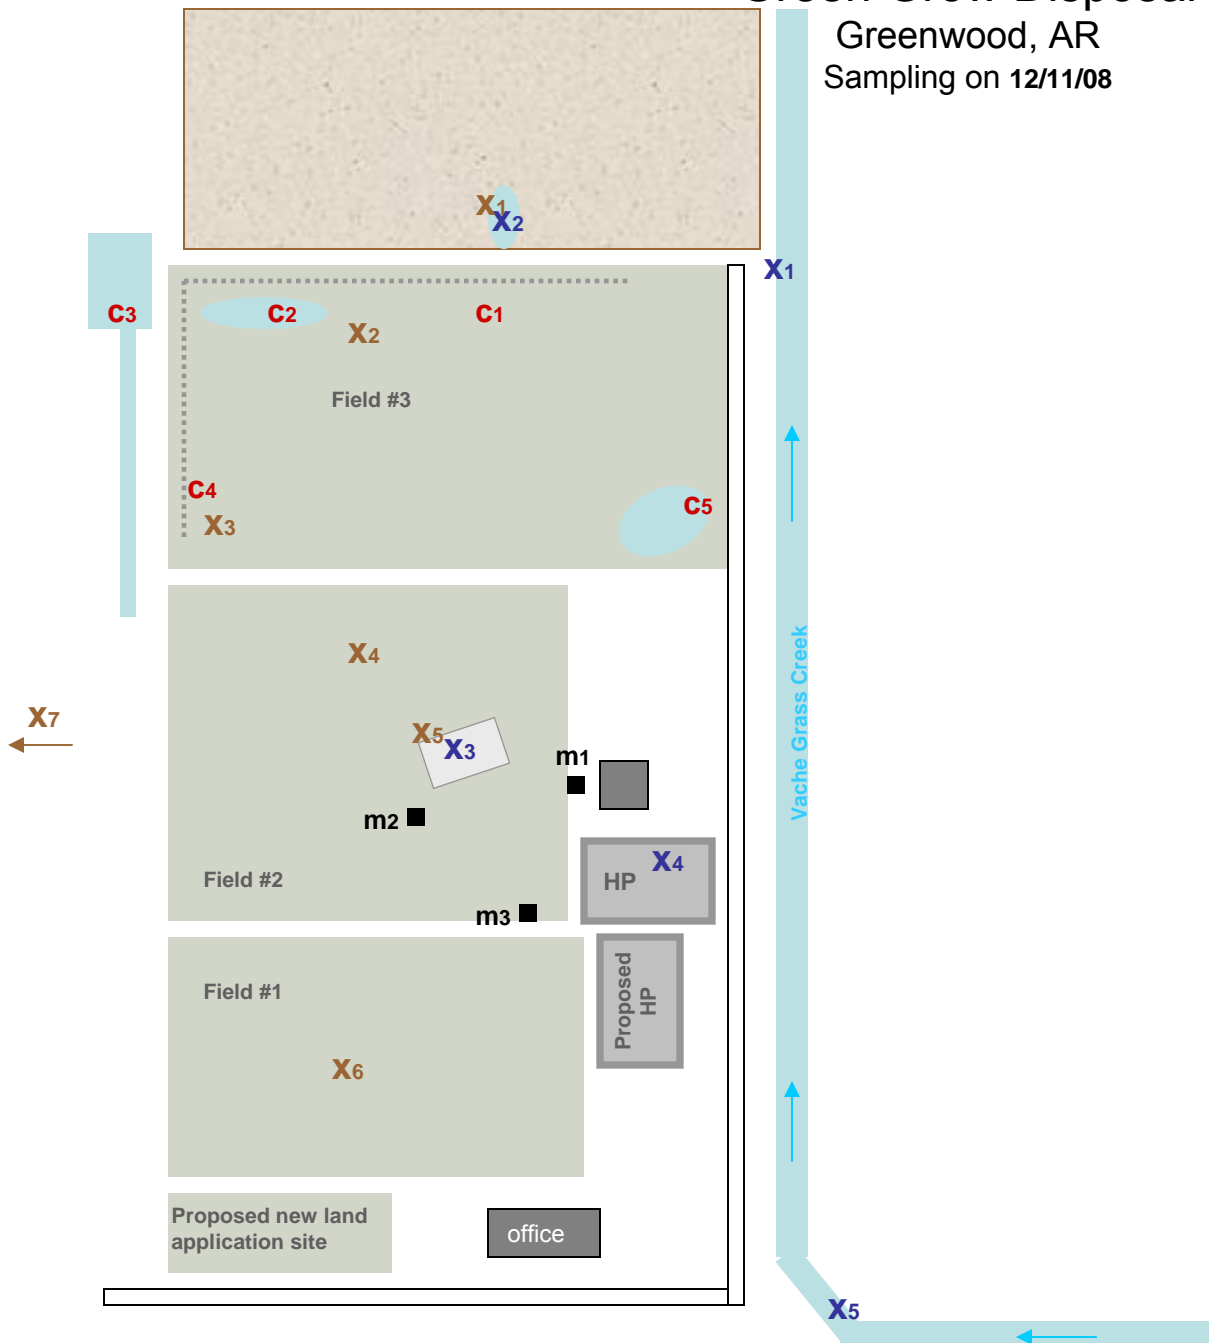 Greenwood, AR
Sampling on 12/11/08
X1
X2
X1
C3
C2
C1
X2
Field #3
C4
C5
X3
X4
X7
X5
X3
m1
m2
Vache Grass Creek
X4
HP
Field #2
m3
Field #1
Proposed
HP
X6
Proposed new land
application site
office
X5